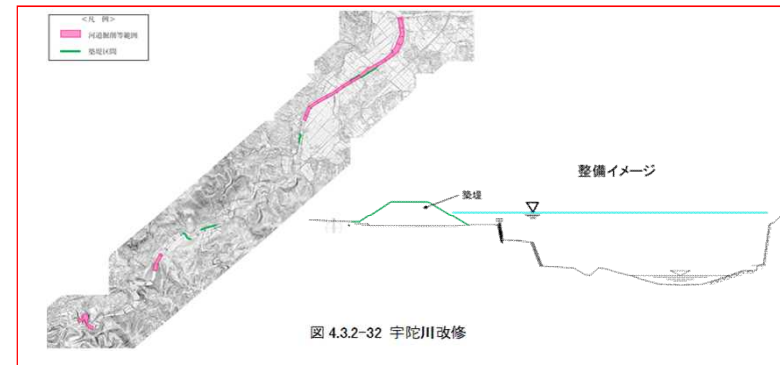 <凡 例>
河道掘削等範囲
築堤区間
整備イメージ
築堤
図 4.3.2-32 宇陀川改修